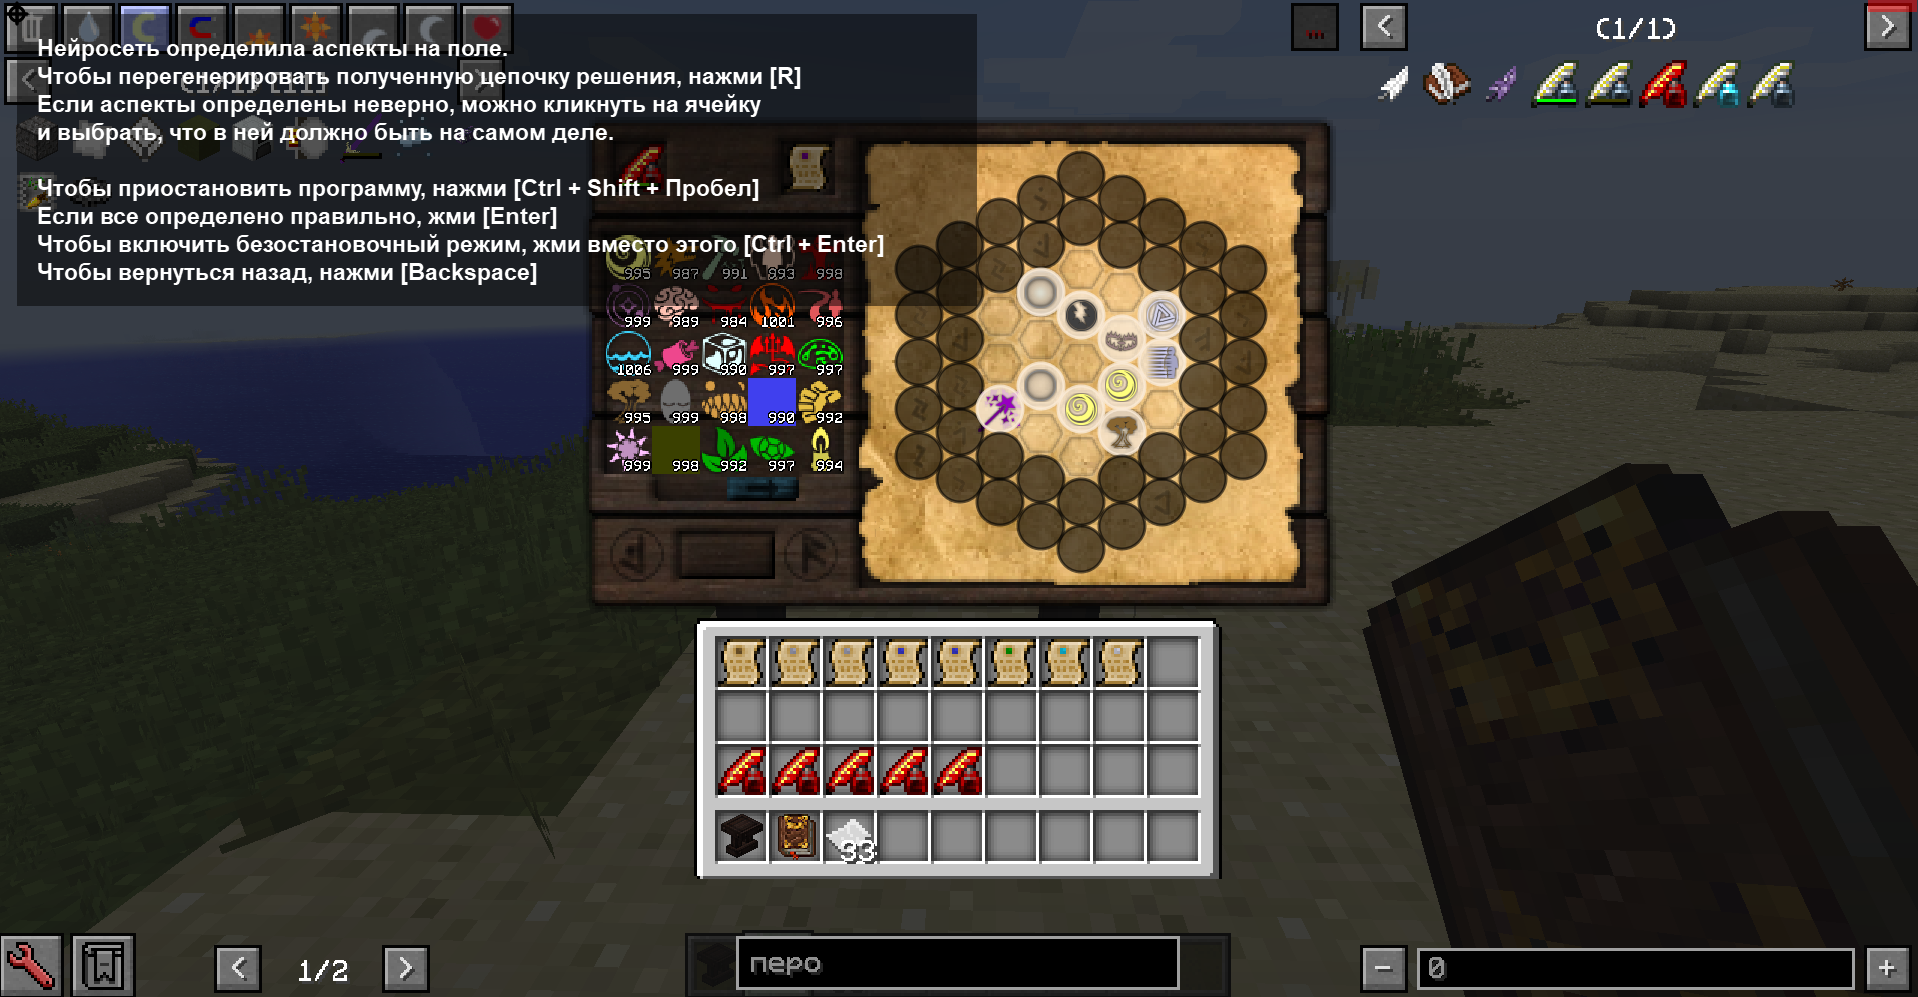 Нейросеть определила аспекты на поле.
Чтобы перегенерировать полученную цепочку решения, нажми [R]
Если аспекты определены неверно, можно кликнуть на ячейку
и выбрать, что в ней должно быть на самом деле.
Чтобы приостановить программу, нажми [Ctrl + Shift + Пробел]
Если все определено правильно, жми [Enter]
Чтобы включить безостановочный режим, жми вместо этого [Ctrl + Enter]
Чтобы вернуться назад, нажми [Backspace]
(1/1)
995 987 991 993 998
999 989 984 1001 996
1006 999 990 997 997
995 999 998 990 992
999 998 992 997 994
33
1/2
перо
0